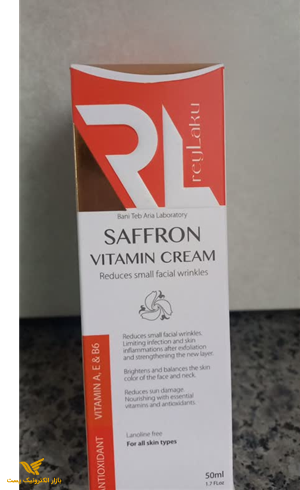 RL
reylaku
Bani Teb Aria Laboratory
SAFFRON
VITAMIN CREAM
Reduces small facial wrinkles
Reduces small facial wrinkles.
Limiting infection and skin
inflammations after exfoliation
and strengthening the new layer.
Brightens and balances the skin
color of the face and neck.
Reduces sun damage.
Nourishing with essential
vitamins and antioxidants.
Lanoline free
For all skin types
50ml
1.7 Fl.oz
ANTIOXIDANT VITAMIN A, E & B6
بازار الکترونیک بست